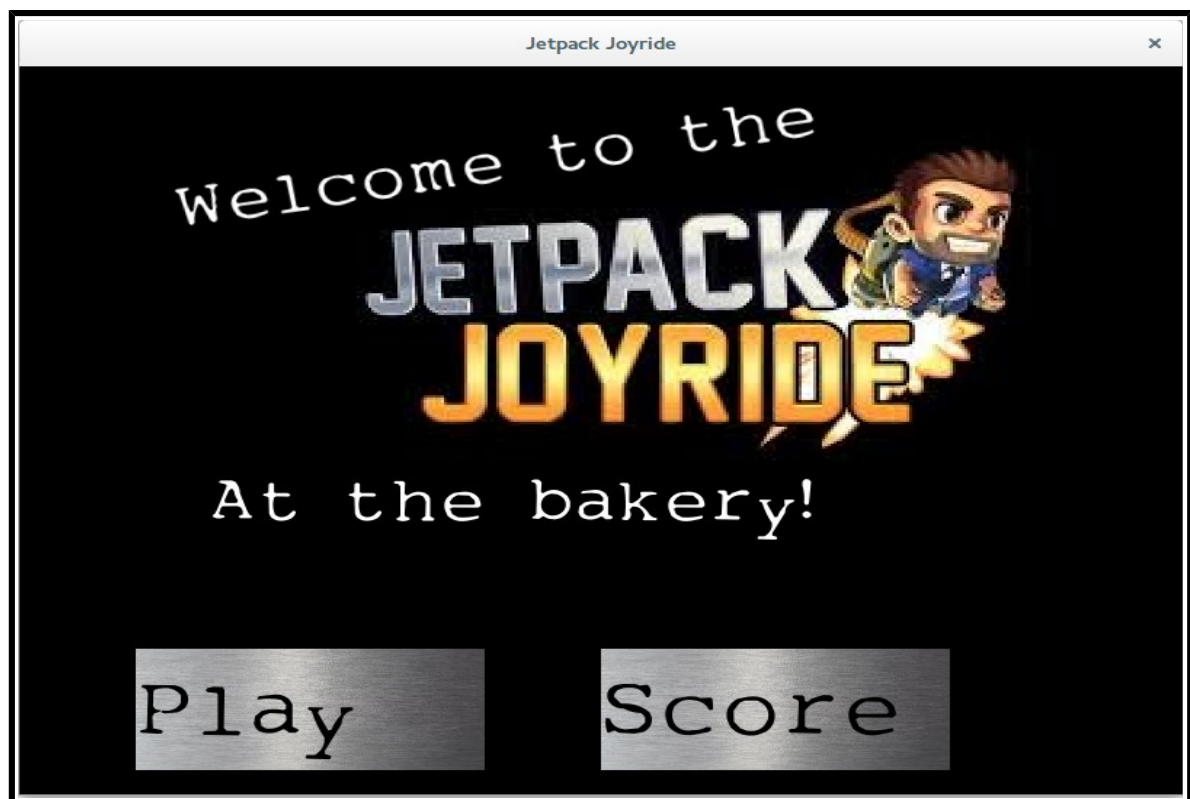 Jetpack Joyride
Welcome to the
JETPACK
JOYRIDE
At the bakery!
Play
Score